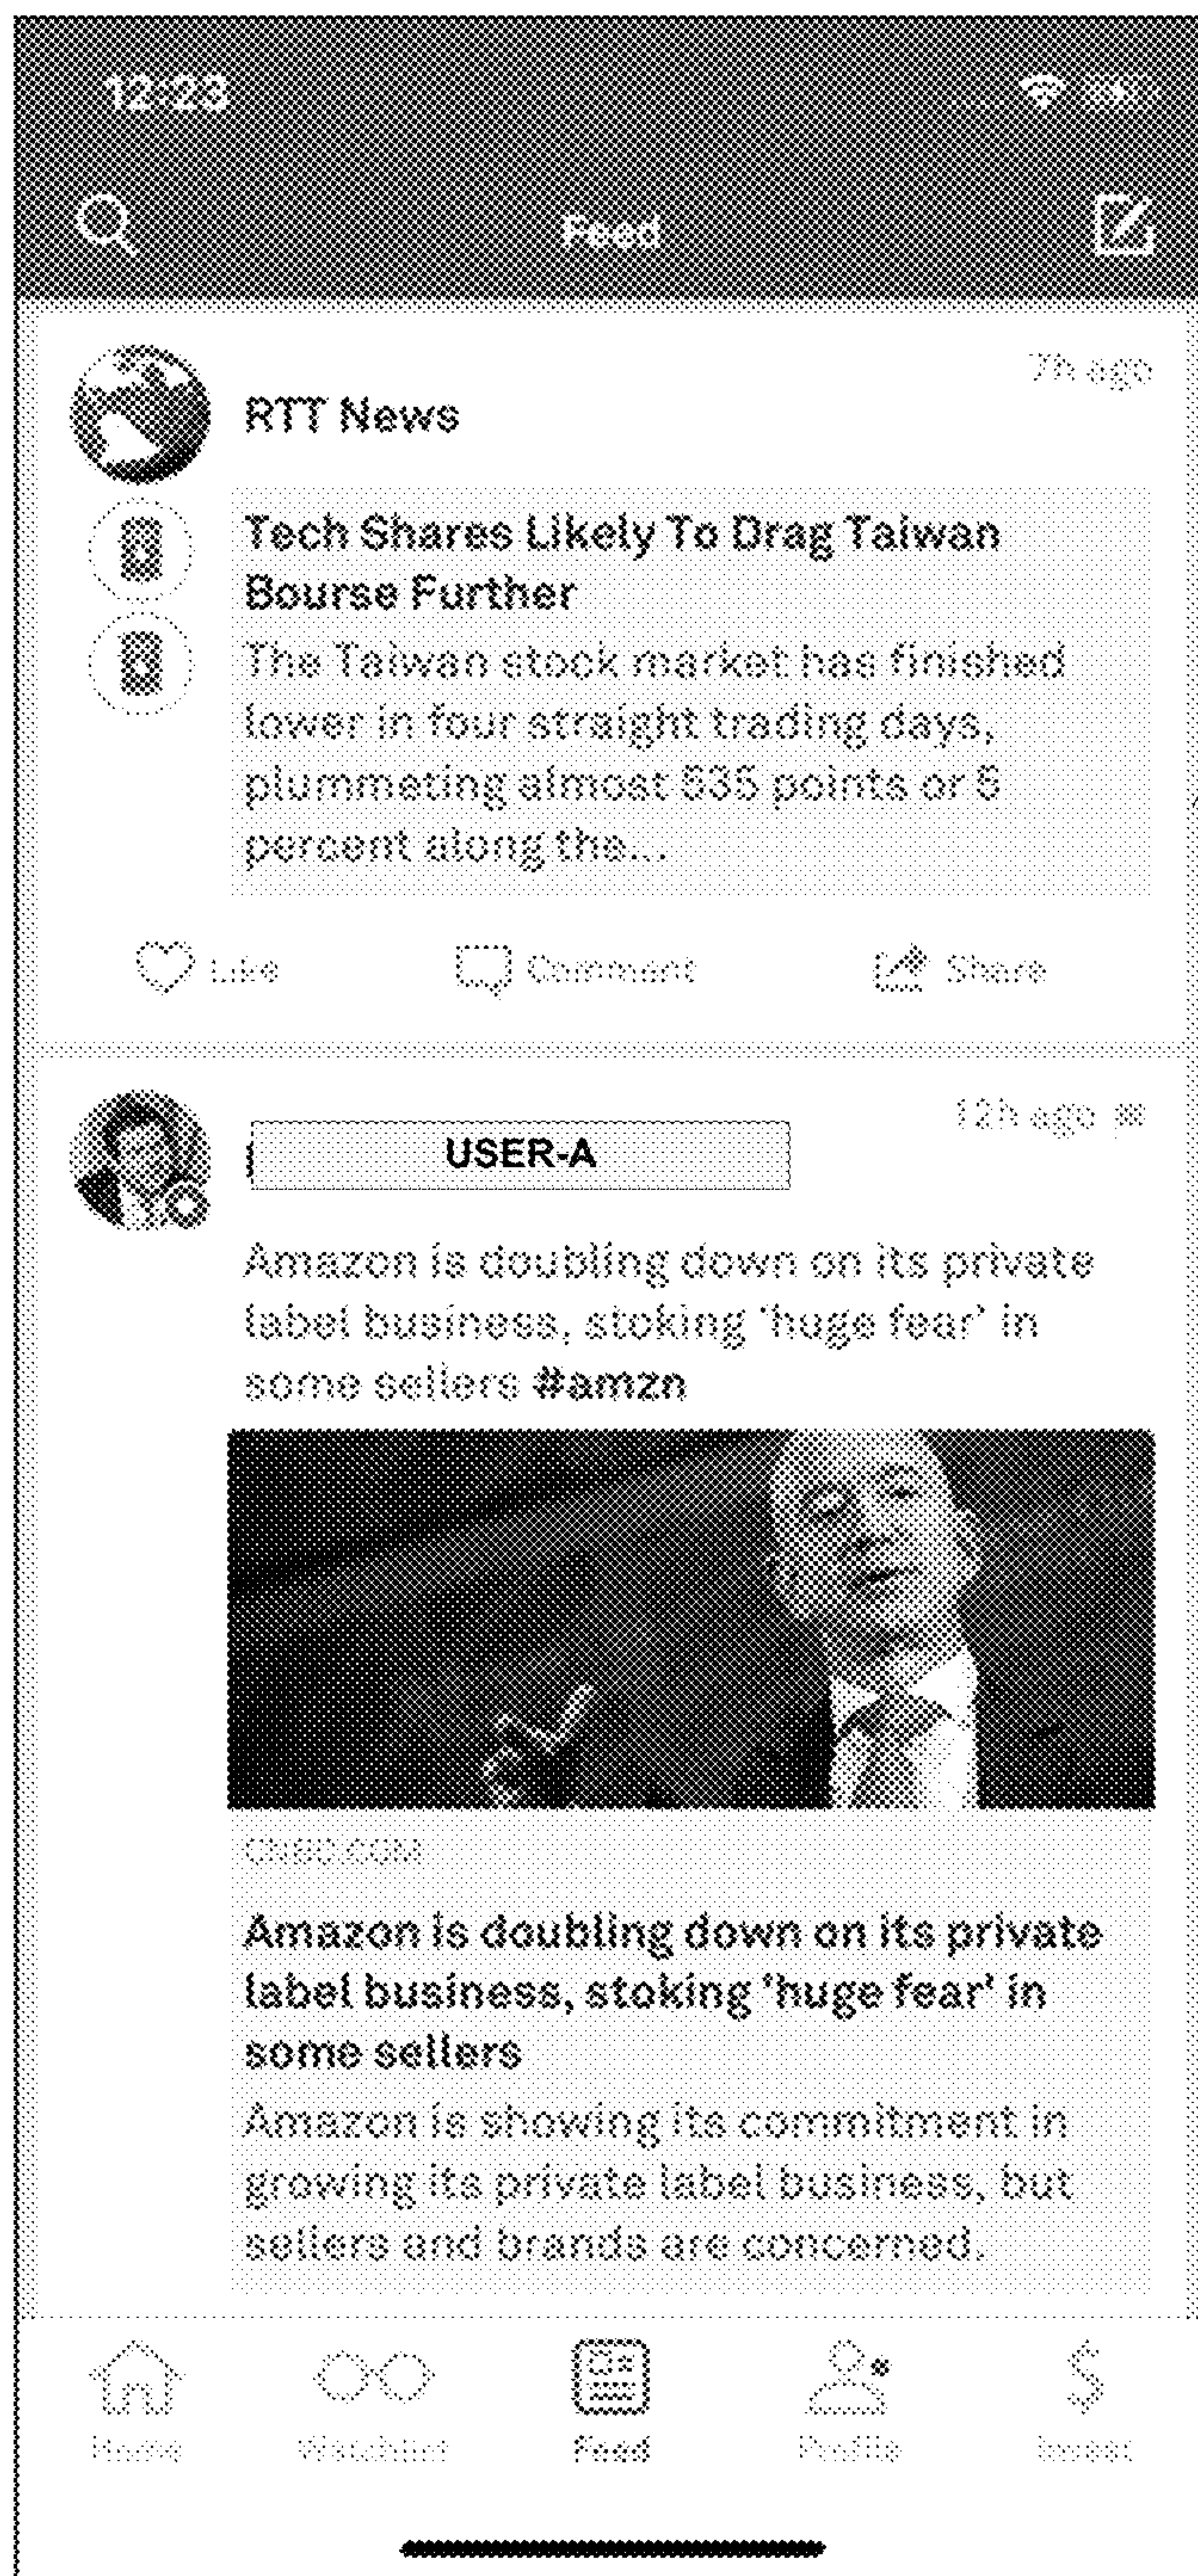 12:23
Feed
7h ago
RTT News
Tech Shares Likely To Drag Taiwan
Bourse Further
The Taiwan stock market has finished
lower in four straight trading days,
plummeting almost 635 points or 6
percent along the...
Like
Comment
Share
12h ago
USER-A
Amazon is doubling down on its private
label business, stoking 'huge fear' in
some sellers #amzn
CNBC.COM
Amazon is doubling down on its private
label business, stoking 'huge fear' in
some sellers
Amazon is showing its commitment in
growing its private label business, but
sellers and brands are concerned.
Home
Watchlist
Feed
Profile
Invest